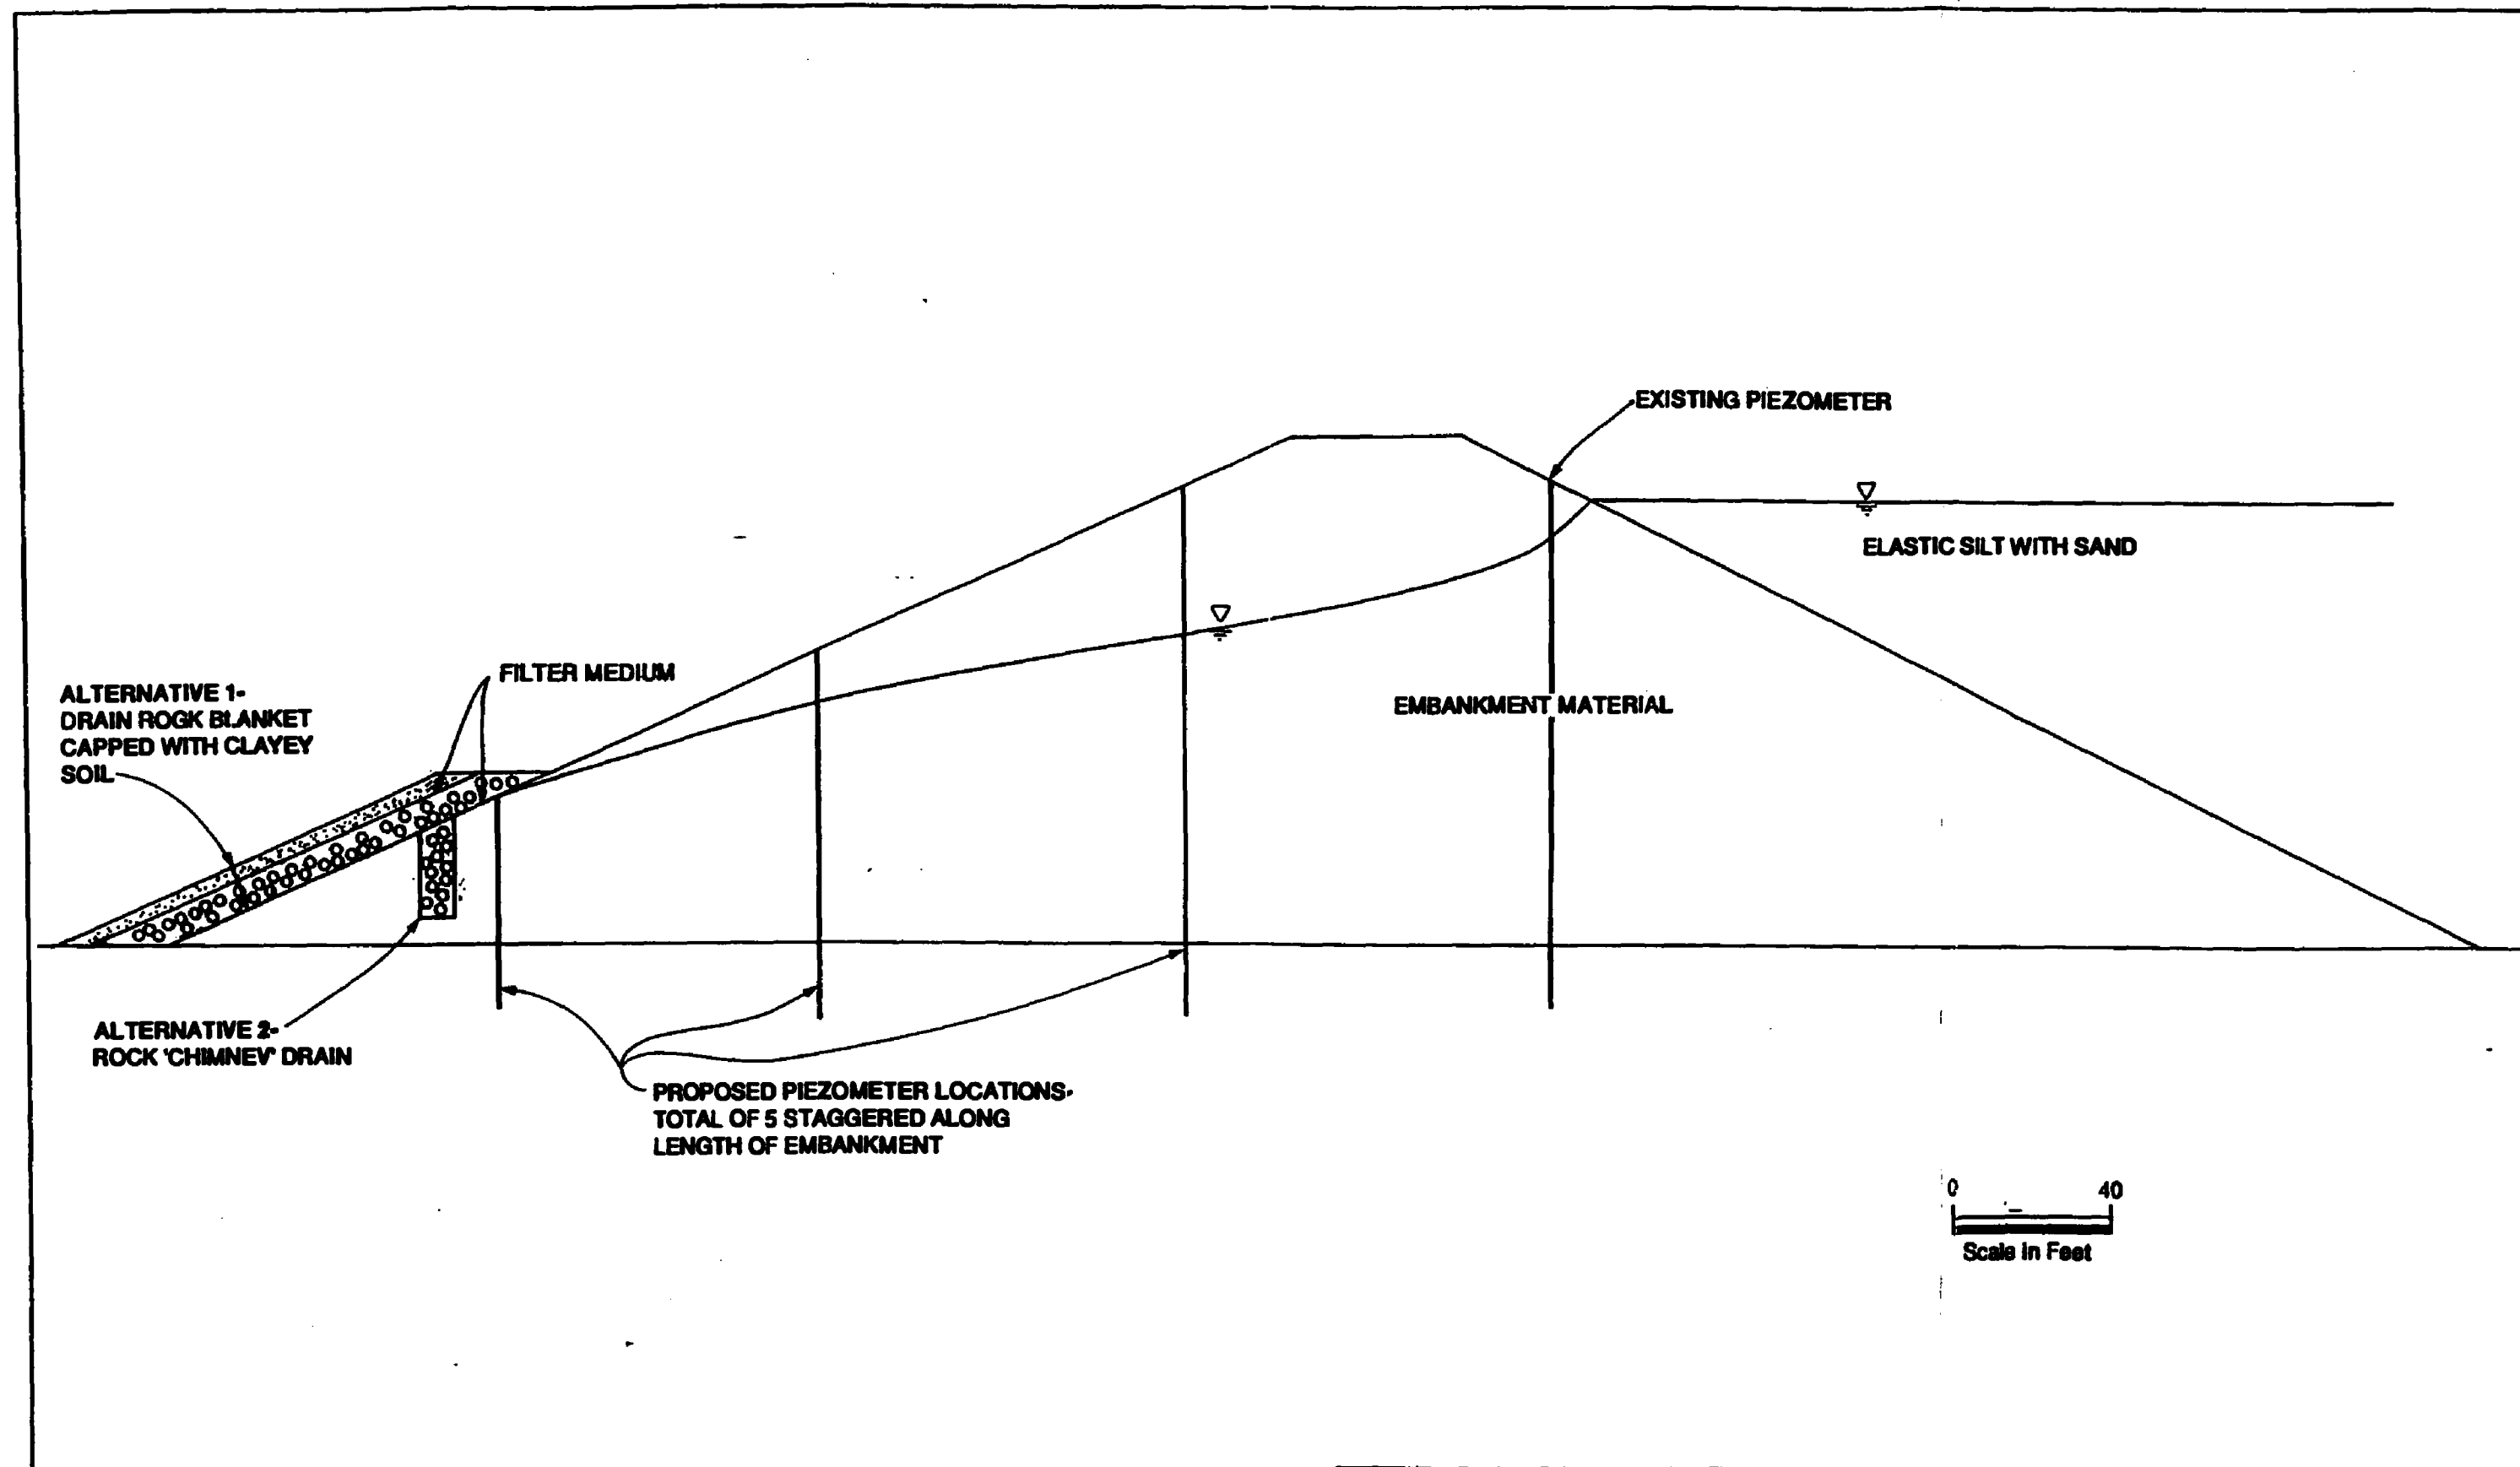 EXISTING PIEZOMETER
ELASTIC SILT WITH SAND
FILTER MEDIUM
ALTERNATIVE 1-
DRAIN ROGK BLANKET
CAPPED WITH CLAYEY
SOIL
EMBANKMENT MATERIAL
ALTERNATIVE 2-
ROCK 'CHIMNEV' DRAIN
PROPOSED PIEZOMETER LOCATIONS-
TOTAL OF 5 STAGGERED ALONG
LENGTH OF EMBANKMENT
0 40
Scale in Feet